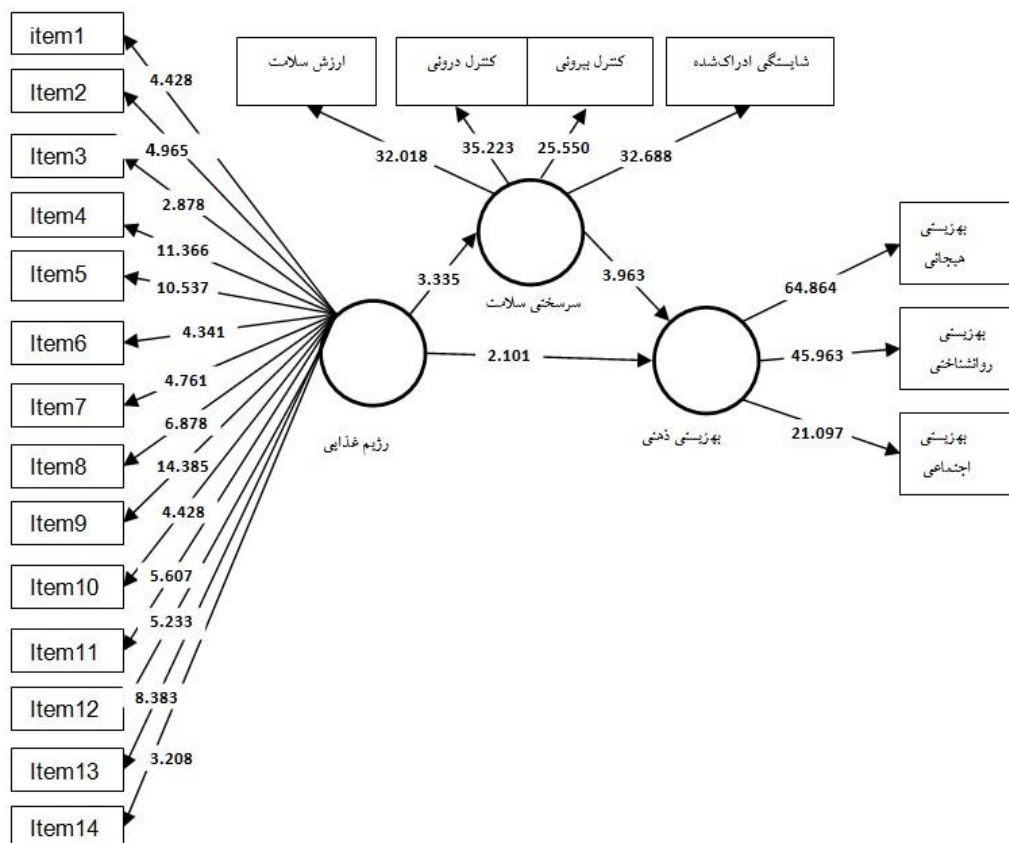 item1
Item2
Item3
Item4
Item5
Item6
Item7
Item8
Item9
Item10
Item11
Item12
Item13
Item14
4.428
4.965
2.878
11.366
10.537
4.341
4.761
6.878
14.385
4.428
5.607
5.233
8.383
3.208
رژیم غذایی
3.335
2.101
ارزش سلامت
کنترل درونی
کنترل بیرونی
شایستگی ادراک‌شده
32.018
35.223
25.550
32.688
سرسختی سلامت
3.963
بهزیستی ذهنی
64.864
45.963
21.097
بهزیستی
هیجانی
بهزیستی
روانشناختی
بهزیستی
اجتماعی